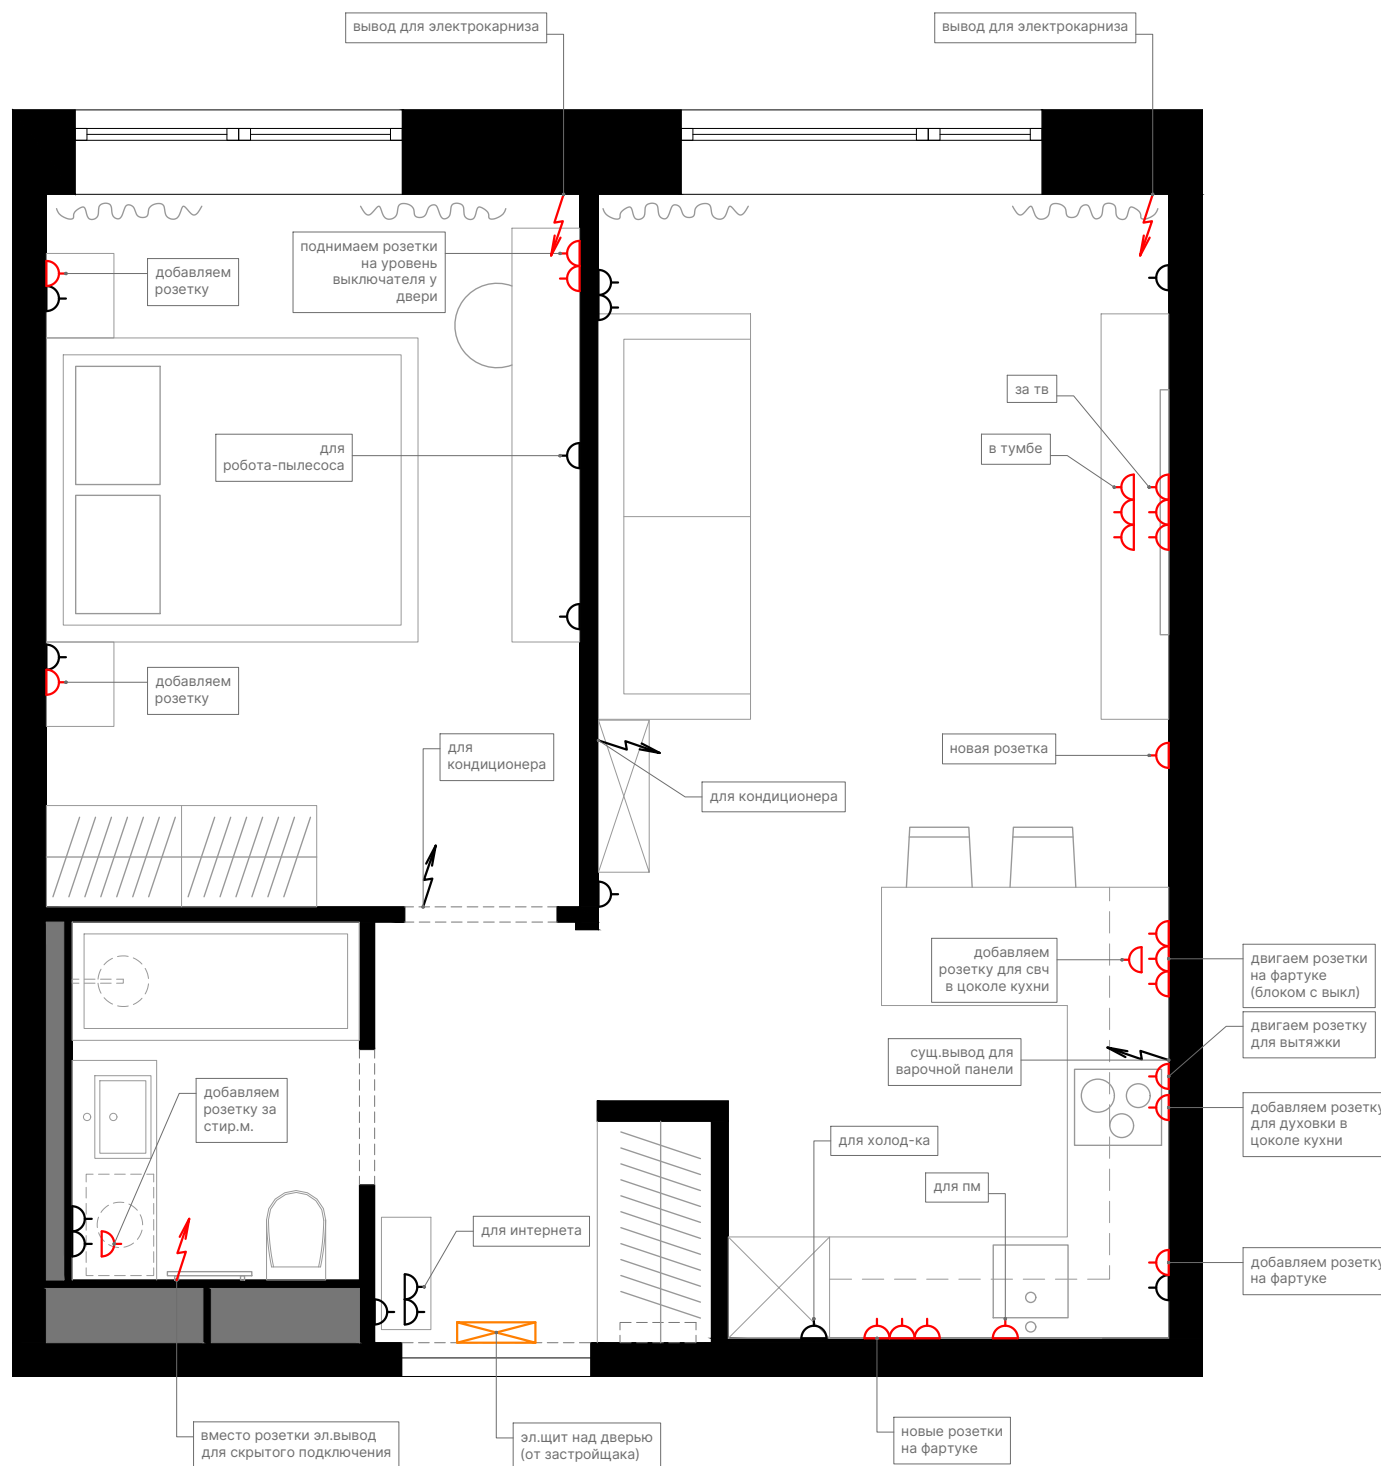 вывод для электрокарниза
вывод для электрокарниза
добавляем
розетку
поднимаем розетки
на уровень
выключателя у
двери
за тв
в тумбе
для
робота-пылесоса
добавляем
розетку
для
кондиционера
новая розетка
для кондиционера
добавляем
розетку для свч
в цоколе кухни
двигаем розетки
на фартуке
(блоком с выкл)
двигаем розетку
для вытяжки
сущ.вывод для
варочной панели
добавляем
розетку за
стир.м.
добавляем розетку
для духовки в
цоколе кухни
для холод-ка
для пм
для интернета
добавляем розетку
на фартуке
вместо розетки эл.вывод
для скрытого подключения
эл.щит над дверью
(от застройщака)
новые розетки
на фартуке